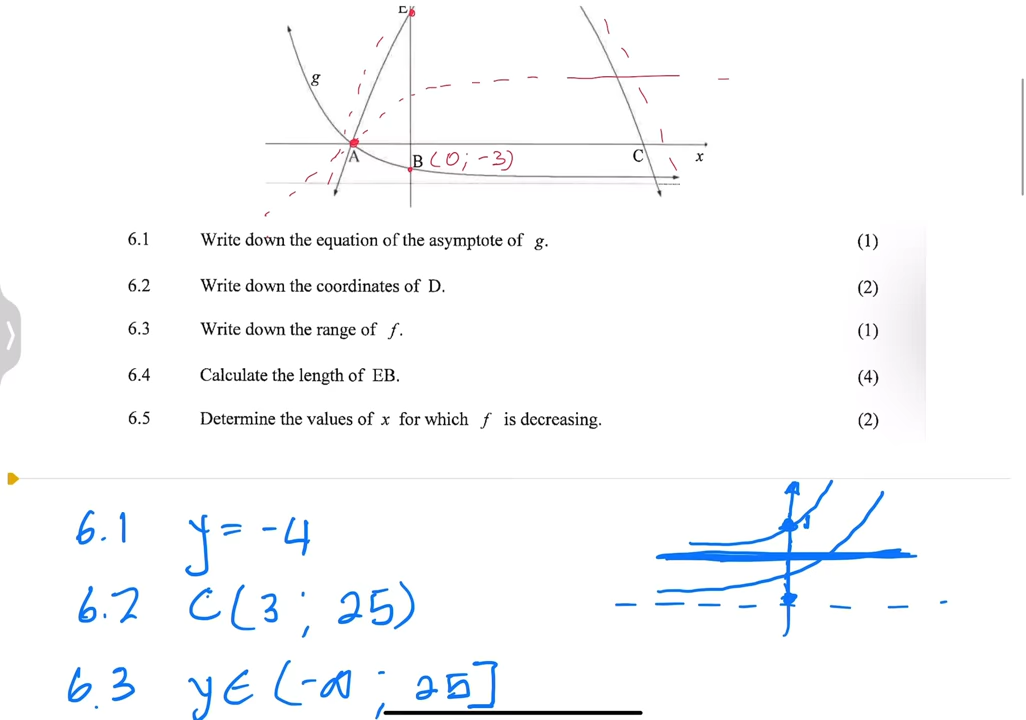 g
A
B (0; -3)
C
x
6.1 Write down the equation of the asymptote of g. (1)
6.2 Write down the coordinates of D. (2)
6.3 Write down the range of f. (1)
6.4 Calculate the length of EB. (4)
6.5 Determine the values of x for which f is decreasing. (2)
6.1 y = -4
6.2 C(3; 25)
6.3 y∈ (-∞; 25]